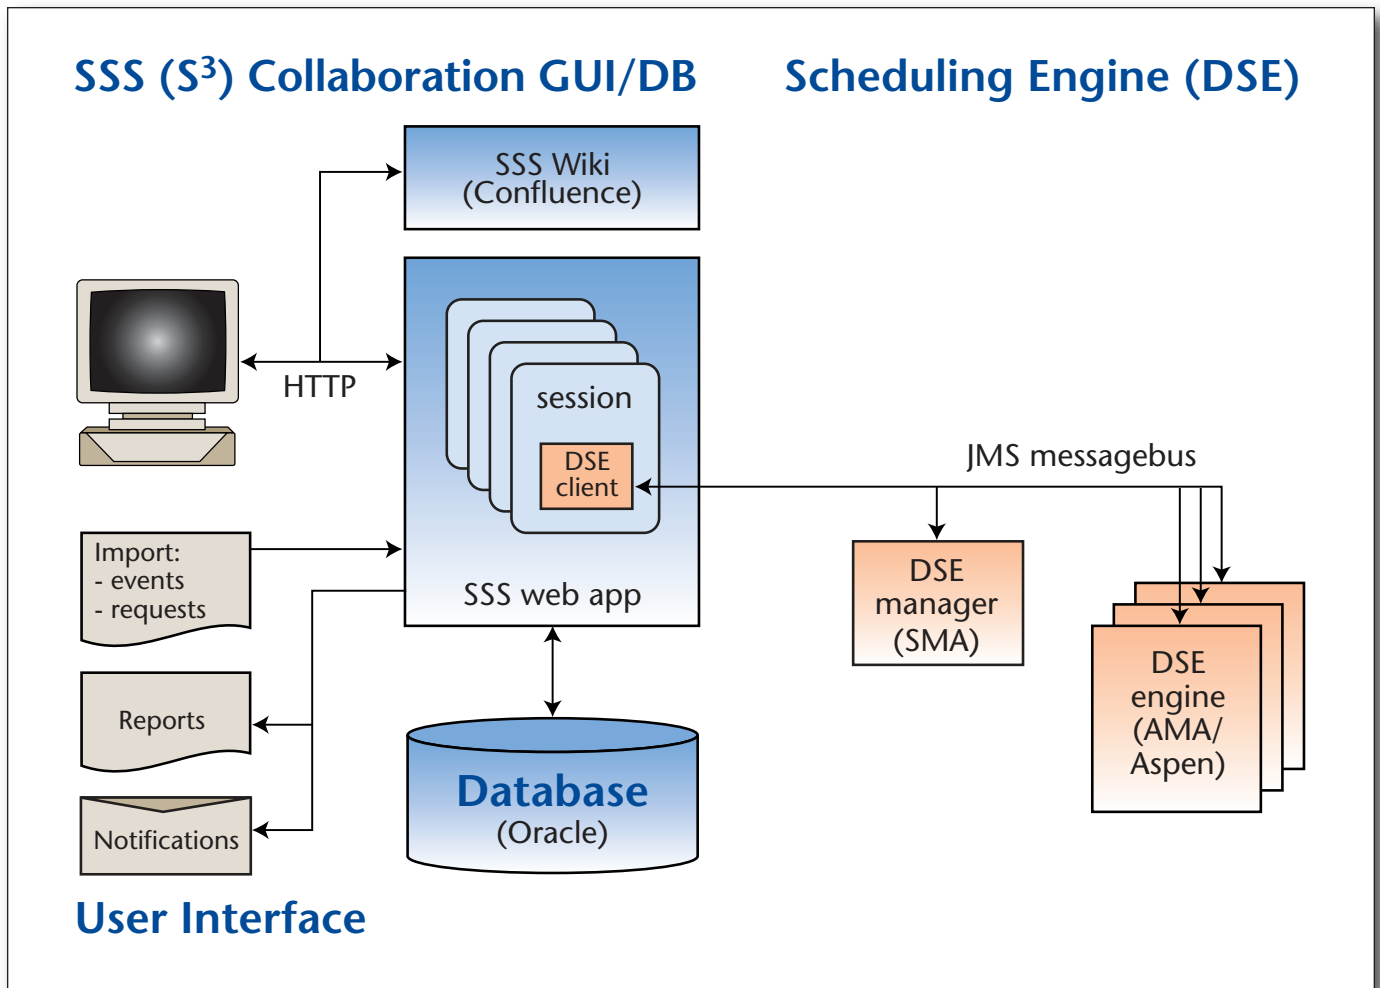 SSS (S³) Collaboration GUI/DB
Scheduling Engine (DSE)
SSS Wiki
(Confluence)
HTTP
session
DSE
client
SSS web app
JMS messagebus
Import:
- events
- requests
Reports
Notifications
Database
(Oracle)
DSE
manager
(SMA)
DSE
engine
(AMA/
Aspen)
User Interface